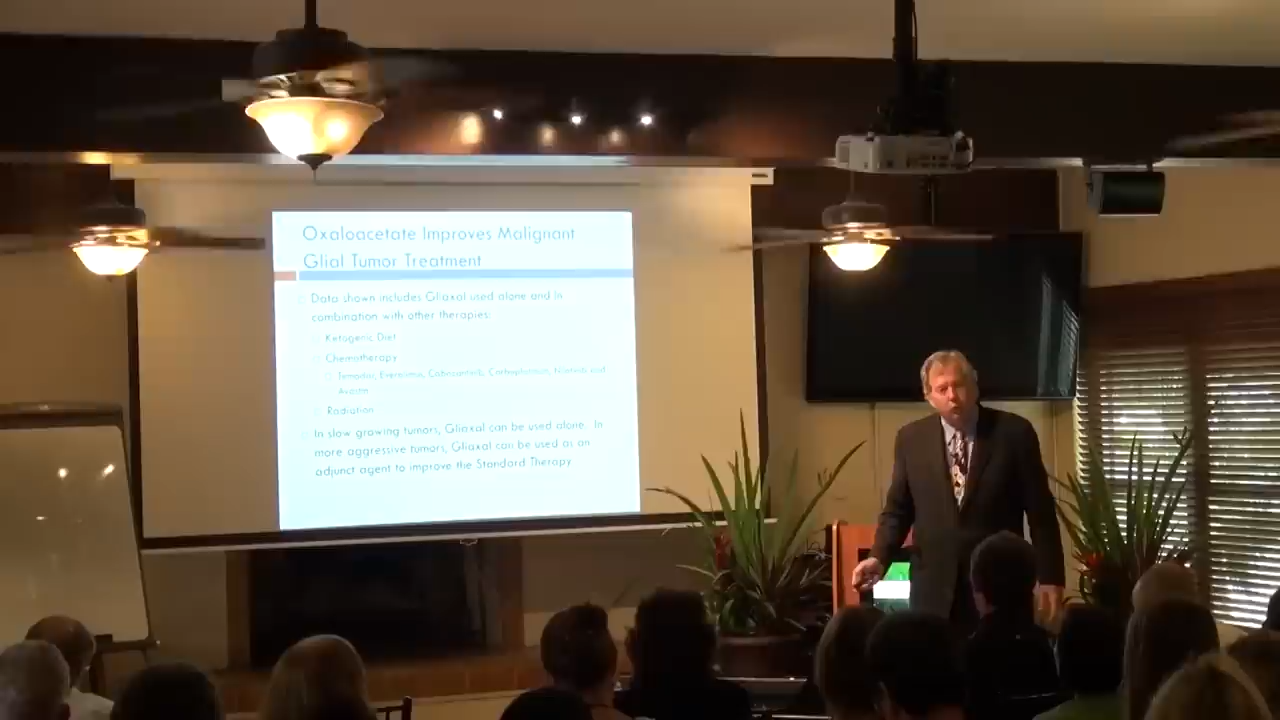 Oxaloacetate Improves Malignant
Glial Tumor Treatment
Data shown includes Gliaxal used alone and in
combination with other therapies:
Ketogenic Diet
Chemotherapy
Temodar,
Avastin
Radiation
In slow growing tumors, Gliaxal can be used alone. In
more aggressive tumors, Gliaxal can be used as an
adjunct agent to improve the Standard Therapy